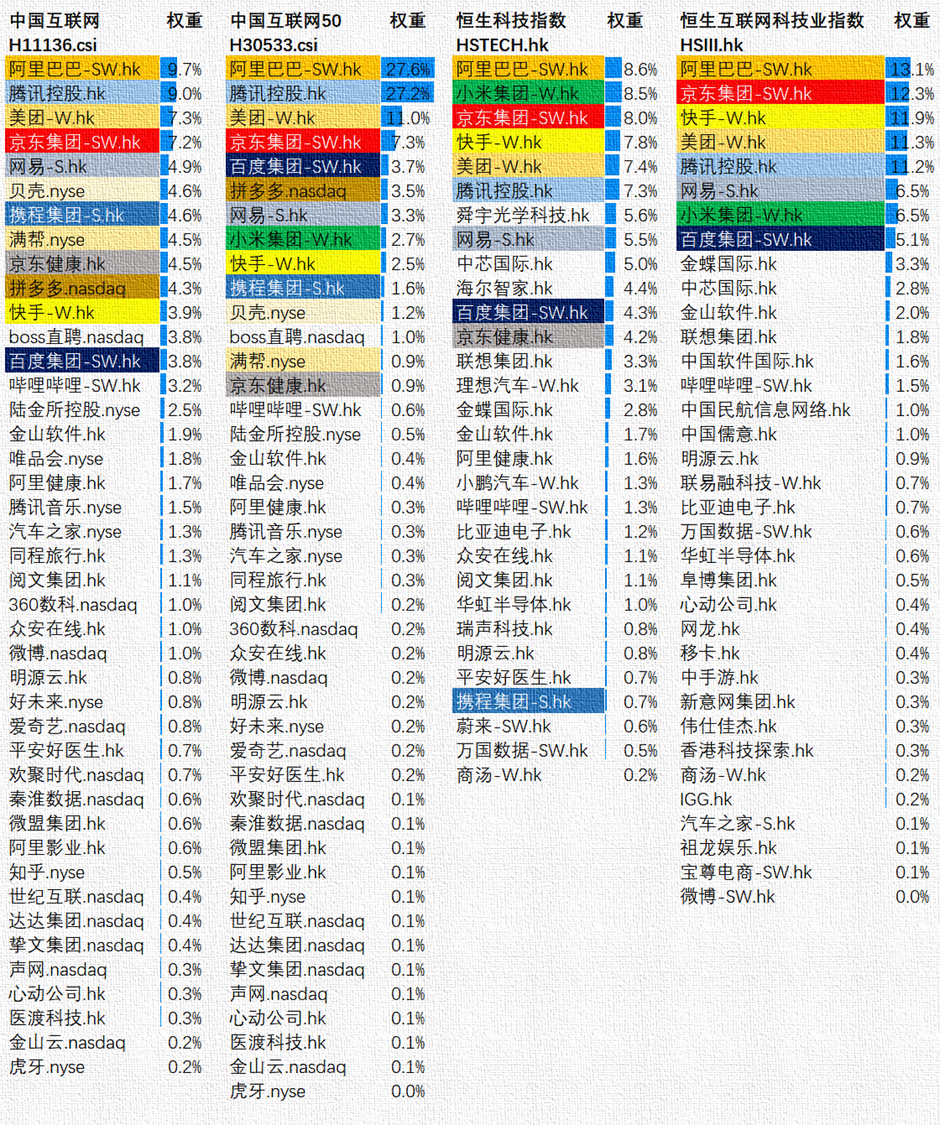 中国互联网 权重 中国互联网50 权重 恒生科技指数 权重 恒生互联网科技业指数 权重
H11136.csi H30533.csi HSTECH.hk HSIII.hk
阿里巴巴-SW.hk 9.7% 阿里巴巴-SW.hk 27.6% 阿里巴巴-SW.hk 8.6% 阿里巴巴-SW.hk 13.1%
腾讯控股.hk 9.0% 腾讯控股.hk 27.2% 小米集团-W.hk 8.5% 京东集团-SW.hk 12.3%
美团-W.hk 7.3% 美团-W.hk 11.0% 京东集团-SW.hk 8.0% 快手-W.hk 11.9%
京东集团-SW.hk 7.2% 京东集团-SW.hk 7.3% 快手-W.hk 7.8% 美团-W.hk 11.3%
网易-S.hk 4.9% 百度集团-SW.hk 3.7% 美团-W.hk 7.4% 腾讯控股.hk 11.2%
贝壳.nyse 4.6% 拼多多.nasdaq 3.5% 腾讯控股.hk 7.3% 网易-S.hk 6.5%
携程集团-S.hk 4.6% 网易-S.hk 3.3% 舜宇光学科技.hk 5.6% 小米集团-W.hk 6.5%
满帮.nyse 4.5% 小米集团-W.hk 2.7% 网易-S.hk 5.5% 百度集团-SW.hk 5.1%
京东健康.hk 4.5% 快手-W.hk 2.5% 中芯国际.hk 5.0% 金蝶国际.hk 3.3%
拼多多.nasdaq 4.3% 携程集团-S.hk 1.6% 海尔智家.hk 4.4% 中芯国际.hk 2.8%
快手-W.hk 3.9% 贝壳.nyse 1.2% 百度集团-SW.hk 4.3% 金山软件.hk 2.0%
boss直聘.nasdaq 3.8% boss直聘.nasdaq 1.0% 京东健康.hk 4.2% 联想集团.hk 1.8%
百度集团-SW.hk 3.8% 满帮.nyse 0.9% 联想集团.hk 3.3% 中国软件国际.hk 1.6%
哔哩哔哩-SW.hk 3.2% 京东健康.hk 0.9% 理想汽车-W.hk 3.1% 哔哩哔哩-SW.hk 1.5%
陆金所控股.nyse 2.5% 哔哩哔哩-SW.hk 0.6% 金蝶国际.hk 2.8% 中国民航信息网络.hk 1.0%
金山软件.hk 1.9% 陆金所控股.nyse 0.5% 金山软件.hk 1.7% 中国儒意.hk 1.0%
唯品会.nyse 1.8% 金山软件.hk 0.4% 阿里健康.hk 1.6% 明源云.hk 0.9%
阿里健康.hk 1.7% 唯品会.nyse 0.4% 小鹏汽车-W.hk 1.3% 联易融科技-W.hk 0.7%
腾讯音乐.nyse 1.5% 阿里健康.hk 0.3% 哔哩哔哩-SW.hk 1.3% 比亚迪电子.hk 0.7%
汽车之家.nyse 1.3% 腾讯音乐.nyse 0.3% 比亚迪电子.hk 1.2% 万国数据-SW.hk 0.6%
同程旅行.hk 1.3% 汽车之家.nyse 0.3% 众安在线.hk 1.1% 华虹半导体.hk 0.6%
阅文集团.hk 1.1% 同程旅行.hk 0.3% 阅文集团.hk 1.1% 阜博集团.hk 0.5%
360数科.nasdaq 1.0% 阅文集团.hk 0.2% 华虹半导体.hk 1.0% 心动公司.hk 0.4%
众安在线.hk 1.0% 360数科.nasdaq 0.2% 瑞声科技.hk 0.8% 网龙.hk 0.4%
微博.nasdaq 1.0% 众安在线.hk 0.2% 明源云.hk 0.8% 移卡.hk 0.4%
明源云.hk 0.8% 微博.nasdaq 0.2% 平安好医生.hk 0.7% 中手游.hk 0.3%
好未来.nyse 0.8% 明源云.hk 0.2% 携程集团-S.hk 0.7% 新意网集团.hk 0.3%
爱奇艺.nasdaq 0.8% 好未来.nyse 0.2% 蔚来-SW.hk 0.6% 伟仕佳杰.hk 0.3%
平安好医生.hk 0.7% 爱奇艺.nasdaq 0.2% 万国数据-SW.hk 0.5% 香港科技探索.hk 0.3%
欢聚时代.nasdaq 0.7% 平安好医生.hk 0.2% 商汤-W.hk 0.2% 商汤-W.hk 0.2%
秦淮数据.nasdaq 0.6% 欢聚时代.nasdaq 0.1% IGG.hk 0.2%
微盟集团.hk 0.6% 秦淮数据.nasdaq 0.1% 汽车之家-S.hk 0.1%
阿里影业.hk 0.6% 微盟集团.hk 0.1% 祖龙娱乐.hk 0.1%
知乎.nyse 0.5% 阿里影业.hk 0.1% 宝尊电商-SW.hk 0.1%
世纪互联.nasdaq 0.4% 知乎.nyse 0.1% 微博-SW.hk 0.0%
达达集团.nasdaq 0.4% 世纪互联.nasdaq 0.1%
挚文集团.nasdaq 0.4% 达达集团.nasdaq 0.1%
声网.nasdaq 0.3% 挚文集团.nasdaq 0.1%
心动公司.hk 0.3% 声网.nasdaq 0.1%
医渡科技.hk 0.3% 心动公司.hk 0.1%
金山云.nasdaq 0.2% 医渡科技.hk 0.1%
虎牙.nyse 0.2% 金山云.nasdaq 0.1%
虎牙.nyse 0.0%